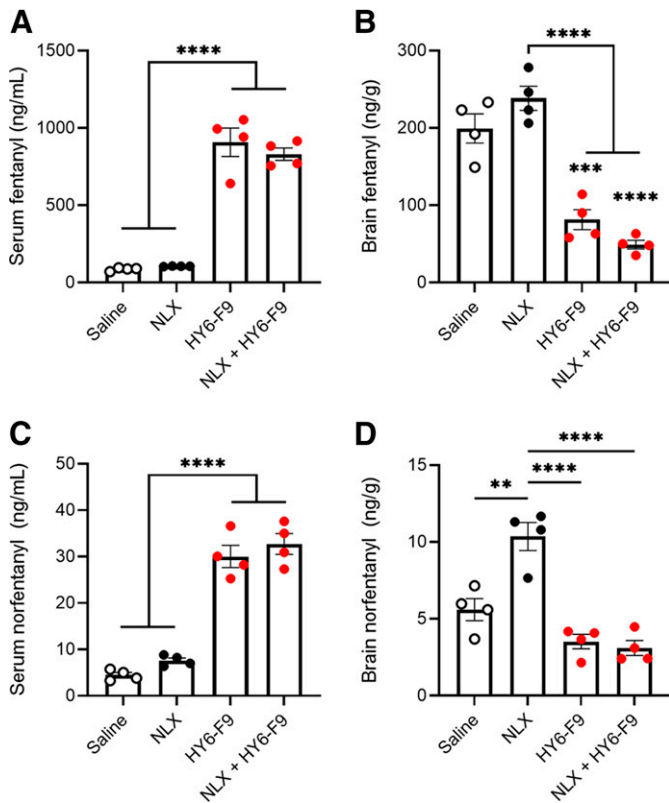 A
Serum fentanyl (ng/mL)
1500
1000
500
0
****
Saline
NLX
HY6-F9
NLX + HY6-F9
B
Brain fentanyl (ng/g)
300
200
100
0
****
***
****
Saline
NLX
HY6-F9
NLX + HY6-F9
C
Serum norfentanyl (ng/mL)
50
40
30
20
10
0
****
Saline
NLX
HY6-F9
NLX + HY6-F9
D
Brain norfentanyl (ng/g)
15
10
5
0
****
**
****
Saline
NLX
HY6-F9
NLX + HY6-F9